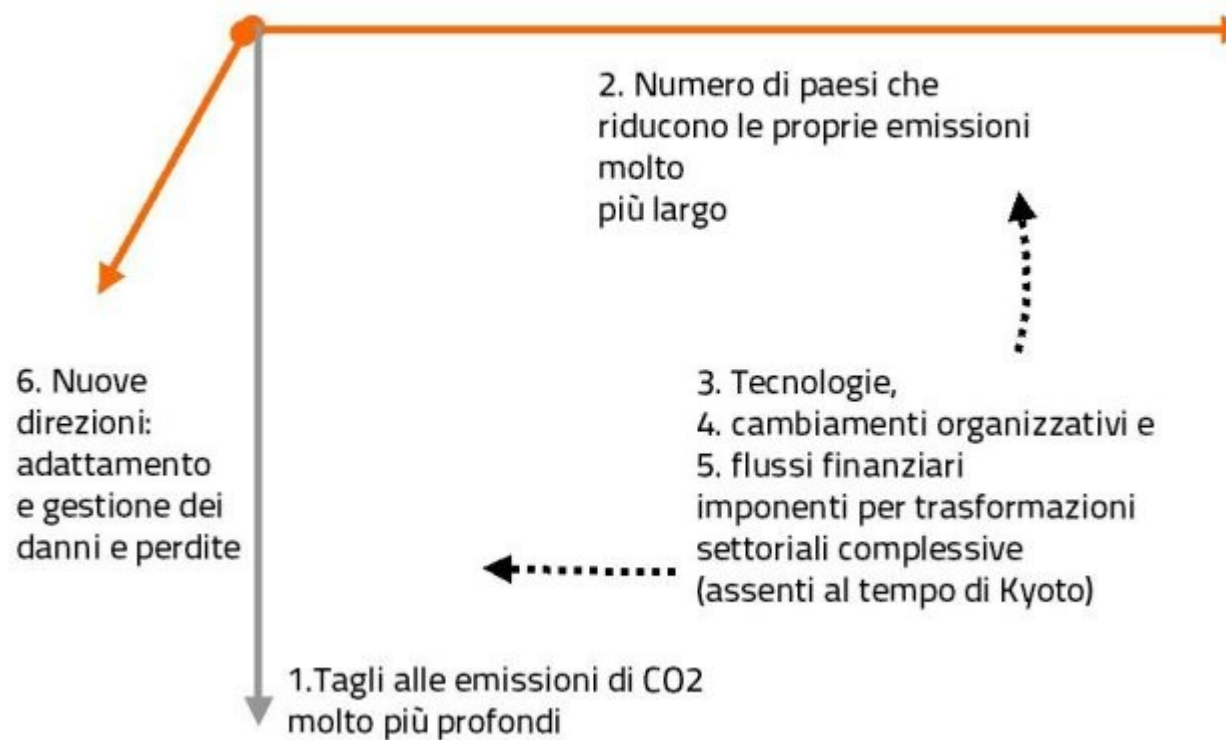 2. Numero di paesi che
riducono le proprie emissioni
molto
più largo
6. Nuove
direzioni:
adattamento
e gestione dei
danni e perdite
3. Tecnologie,
4. cambiamenti organizzativi e
5. flussi finanziari
imponenti per trasformazioni
settoriali complessive
(assenti al tempo di Kyoto)
1.Tagli alle emissioni di CO2
molto più profondi